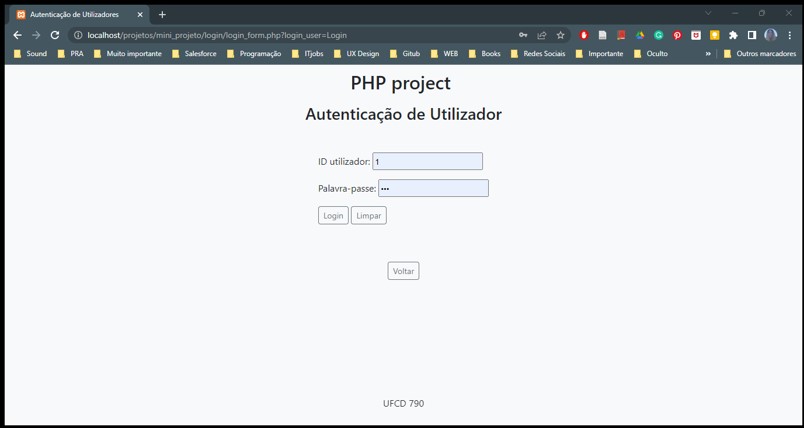 Autenticação de Utilizadores
localhost/projetos/mini_projeto/login/login_form.php?login_user=Login
Sound PRA Muito importante Salesforce Programação ITjobs UX Design Gitub WEB Books Redes Sociais Importante Oculto » Outros marcadores
PHP project
Autenticação de Utilizador
ID utilizador: 1
Palavra-passe: •••
Login Limpar
Voltar
UFCD 790